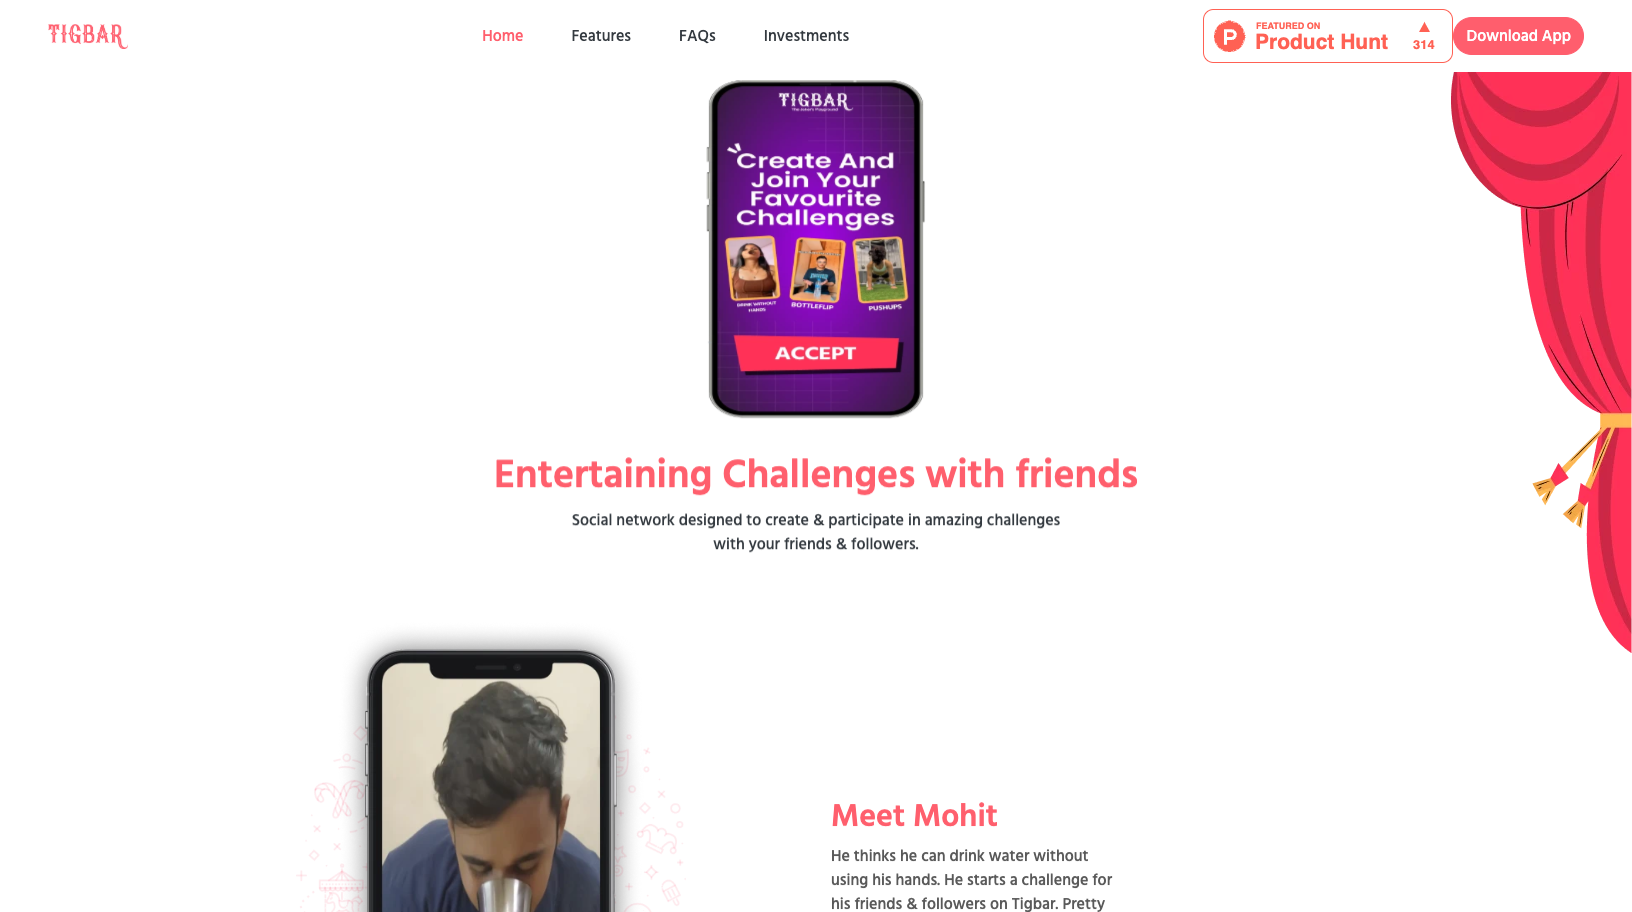 TIGBAR
Home
Features
FAQs
Investments
FEATURED ON
Product Hunt
314
Download App
TIGBAR
The Joker's Playground
Create And
Join Your
Favourite
Challenges
DRINK WITHOUT
HANDS
BOTTLEFLIP
PUSHUPS
ACCEPT
Entertaining Challenges with friends
Social network designed to create & participate in amazing challenges
with your friends & followers.
Meet Mohit
He thinks he can drink water without
using his hands. He starts a challenge for
his friends & followers on Tigbar. Pretty